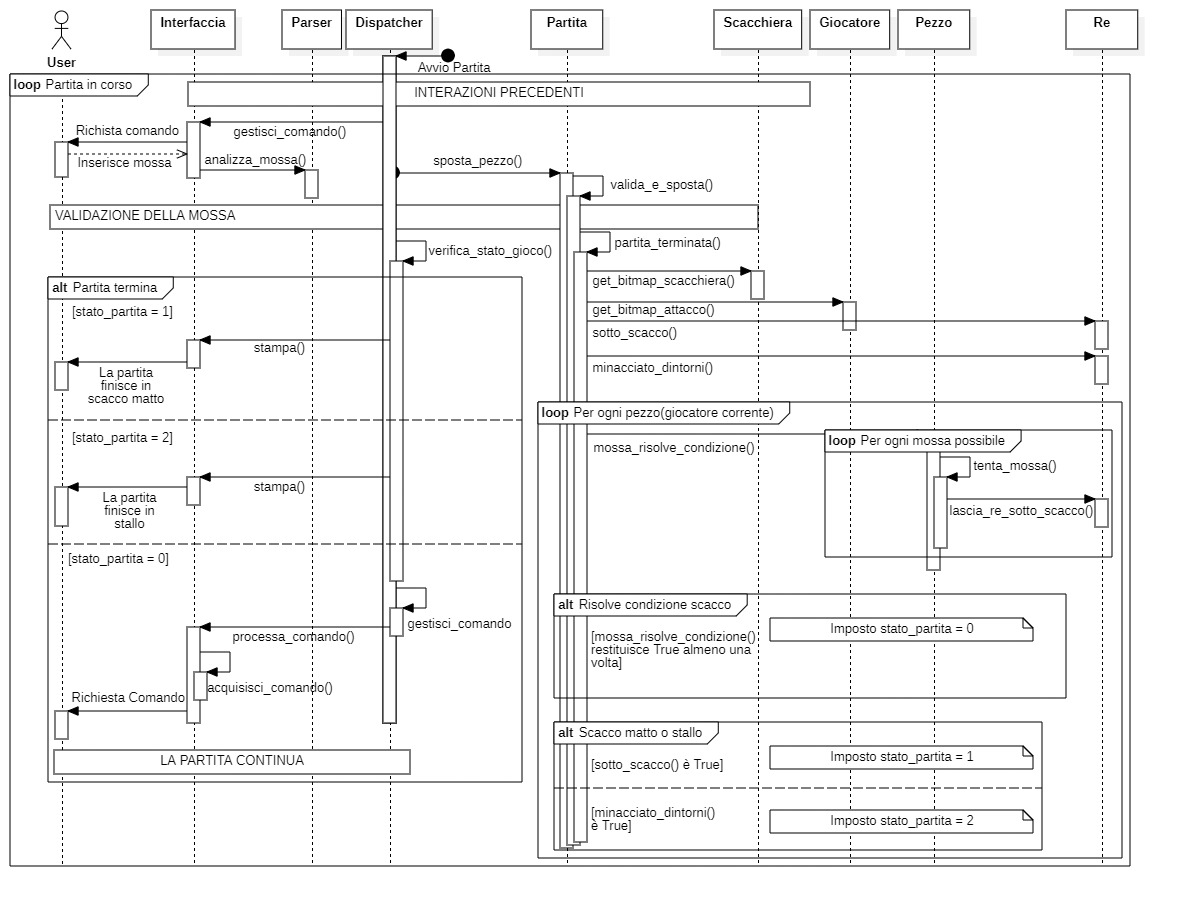 Interfaccia
Parser
Dispatcher
Partita
Scacchiera
Giocatore
Pezzo
Re
User
Avvio Partita
loop Partita in corso
INTERAZIONI PRECEDENTI
Richista comando
gestisci_comando()
Inserisce mossa
analizza_mossa()
sposta_pezzo()
valida_e_sposta()
VALIDAZIONE DELLA MOSSA
partita_terminata()
verifica_stato_gioco()
get_bitmap_scacchiera()
alt Partita termina
[stato_partita = 1]
get_bitmap_attacco()
sotto_scacco()
stampa()
minacciato_dintorni()
La partita
finisce in
scacco matto
loop Per ogni pezzo(giocatore corrente)
[stato_partita = 2]
mossa_risolve_condizione()
loop Per ogni mossa possibile
tenta_mossa()
stampa()
La partita
finisce in
stallo
lascia_re_sotto_scacco()
[stato_partita = 0]
gestisci_comando
alt Risolve condizione scacco
Imposto stato_partita = 0
processa_comando()
[mossa_risolve_condizione()
restituisce True almeno una
volta]
acquisisci_comando()
Richiesta Comando
alt Scacco matto o stallo
LA PARTITA CONTINUA
[sotto_scacco() è True]
Imposto stato_partita = 1
[minacciato_dintorni()
è True]
Imposto stato_partita = 2